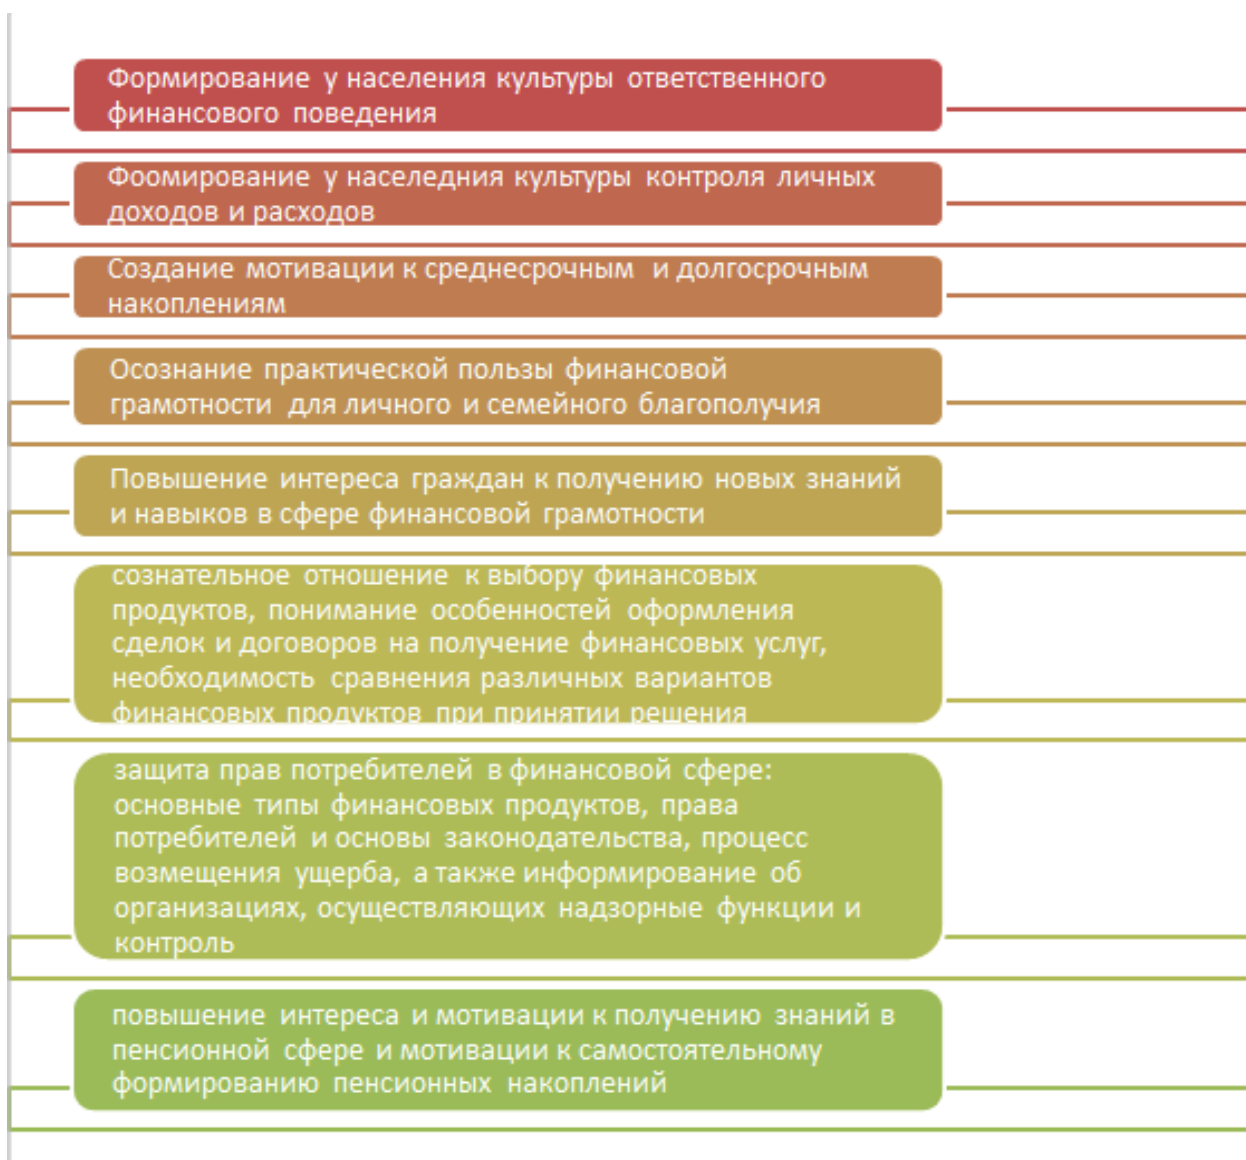 Формирование у населения культуры ответственного
финансового поведения
Фоомирование у населедния культуры контроля личных
доходов и расходов
Создание мотивации к среднесрочным и долгосрочным
накоплениям
Осознание практической пользы финансовой
грамотности для личного и семейного благополучия
Повышение интереса граждан к получению новых знаний
и навыков в сфере финансовой грамотности
сознательное отношение к выбору финансовых
продуктов, понимание особенностей оформления
сделок и договоров на получение финансовых услуг,
необходимость сравнения различных вариантов
финансовых продуктов при принятии решения
защита прав потребителей в финансовой сфере:
основные типы финансовых продуктов, права
потребителей и основы законодательства, процесс
возмещения ущерба, а также информирование об
организациях, осуществляющих надзорные функции и
контроль
повышение интереса и мотивации к получению знаний в
пенсионной сфере и мотивации к самостоятельному
формированию пенсионных накоплений